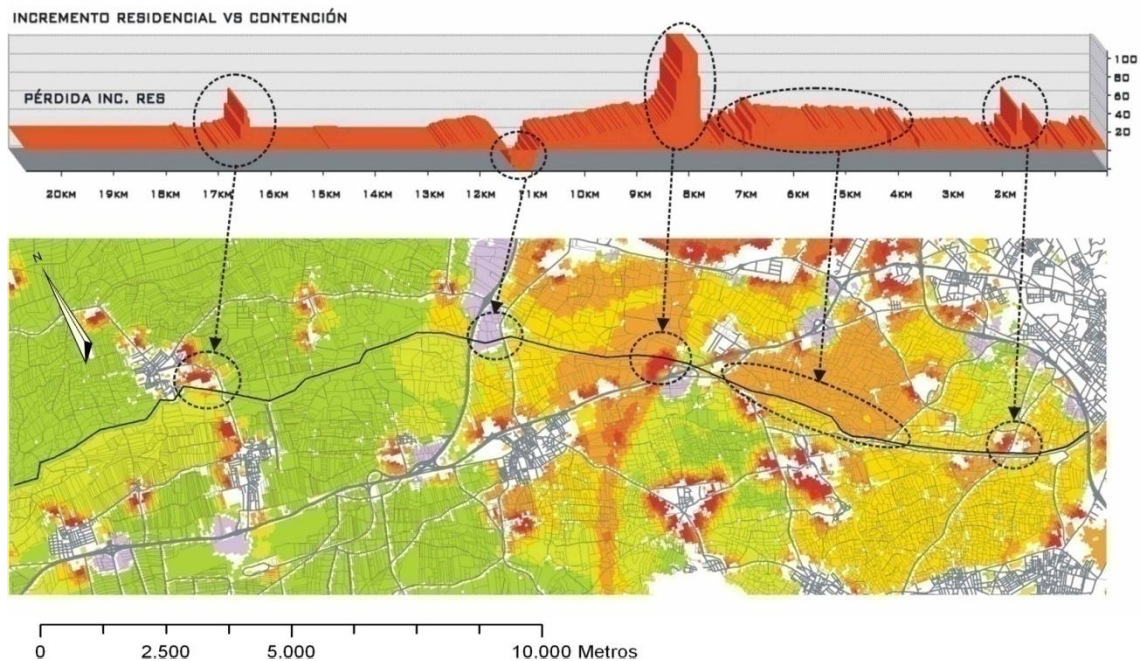 INCREMENTO RESIDENCIAL VS CONTENCIÓN
PÉRDIDA INC. RES
100
80
60
40
20
20KM 19KM 18KM 17KM 16KM 15KM 14KM 13KM 12KM 11KM 10KM 9KM 8KM 7KM 6KM 5KM 4KM 3KM 2KM
N
0 2.500 5.000 10.000 Metros